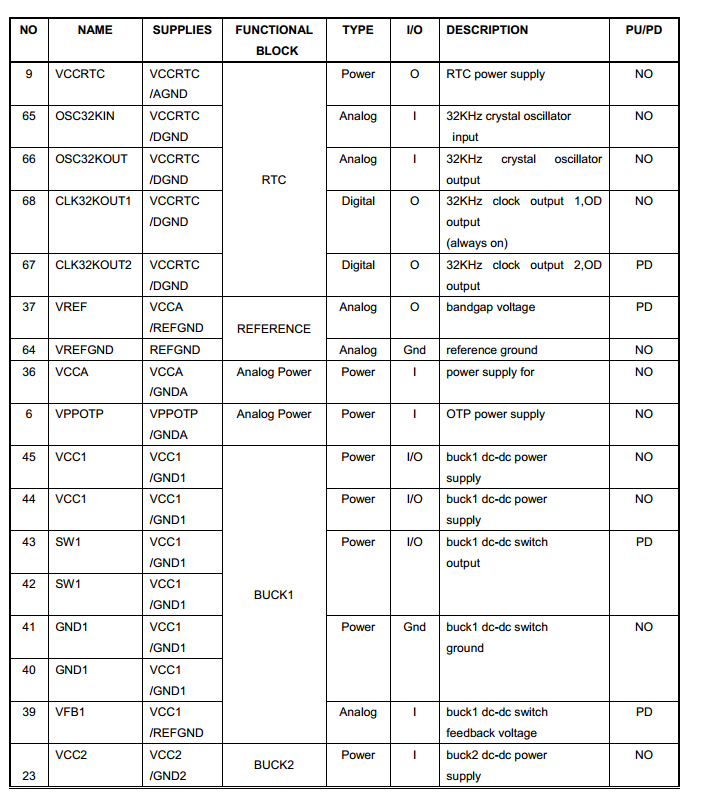 NO NAME SUPPLIES FUNCTIONAL BLOCK TYPE I/O DESCRIPTION PU/PD
9 VCCRTC VCCRTC Power O RTC power supply NO
/AGND
65 OSC32KIN VCCRTC Analog I 32KHz crystal oscillator NO
/DGND input
66 OSC32KOUT VCCRTC Analog I 32KHz crystal oscillator NO
/DGND RTC output
68 CLK32KOUT1 VCCRTC Digital O 32KHz clock output 1,OD NO
/DGND output
(always on)
67 CLK32KOUT2 VCCRTC Digital O 32KHz clock output 2,OD PD
/DGND output
37 VREF VCCA Analog O bandgap voltage PD
/REFGND REFERENCE
64 VREFGND REFGND Analog Gnd reference ground NO
36 VCCA VCCA Analog Power Power I power supply for NO
/GNDA
6 VPPOTP VPPOTP Analog Power Power I OTP power supply NO
/GNDA
45 VCC1 VCC1 Power I/O buck1 dc-dc power NO
/GND1 supply
44 VCC1 VCC1 Power I/O buck1 dc-dc power NO
/GND1 supply
43 SW1 VCC1 Power I/O buck1 dc-dc switch PD
/GND1 output
42 SW1 VCC1
/GND1 BUCK1
41 GND1 VCC1 Power Gnd buck1 dc-dc switch NO
/GND1 ground
40 GND1 VCC1
/GND1
39 VFB1 VCC1 Analog I buck1 dc-dc switch PD
/REFGND feedback voltage
VCC2 VCC2 Power I buck2 dc-dc power NO
23 /GND2 BUCK2 supply